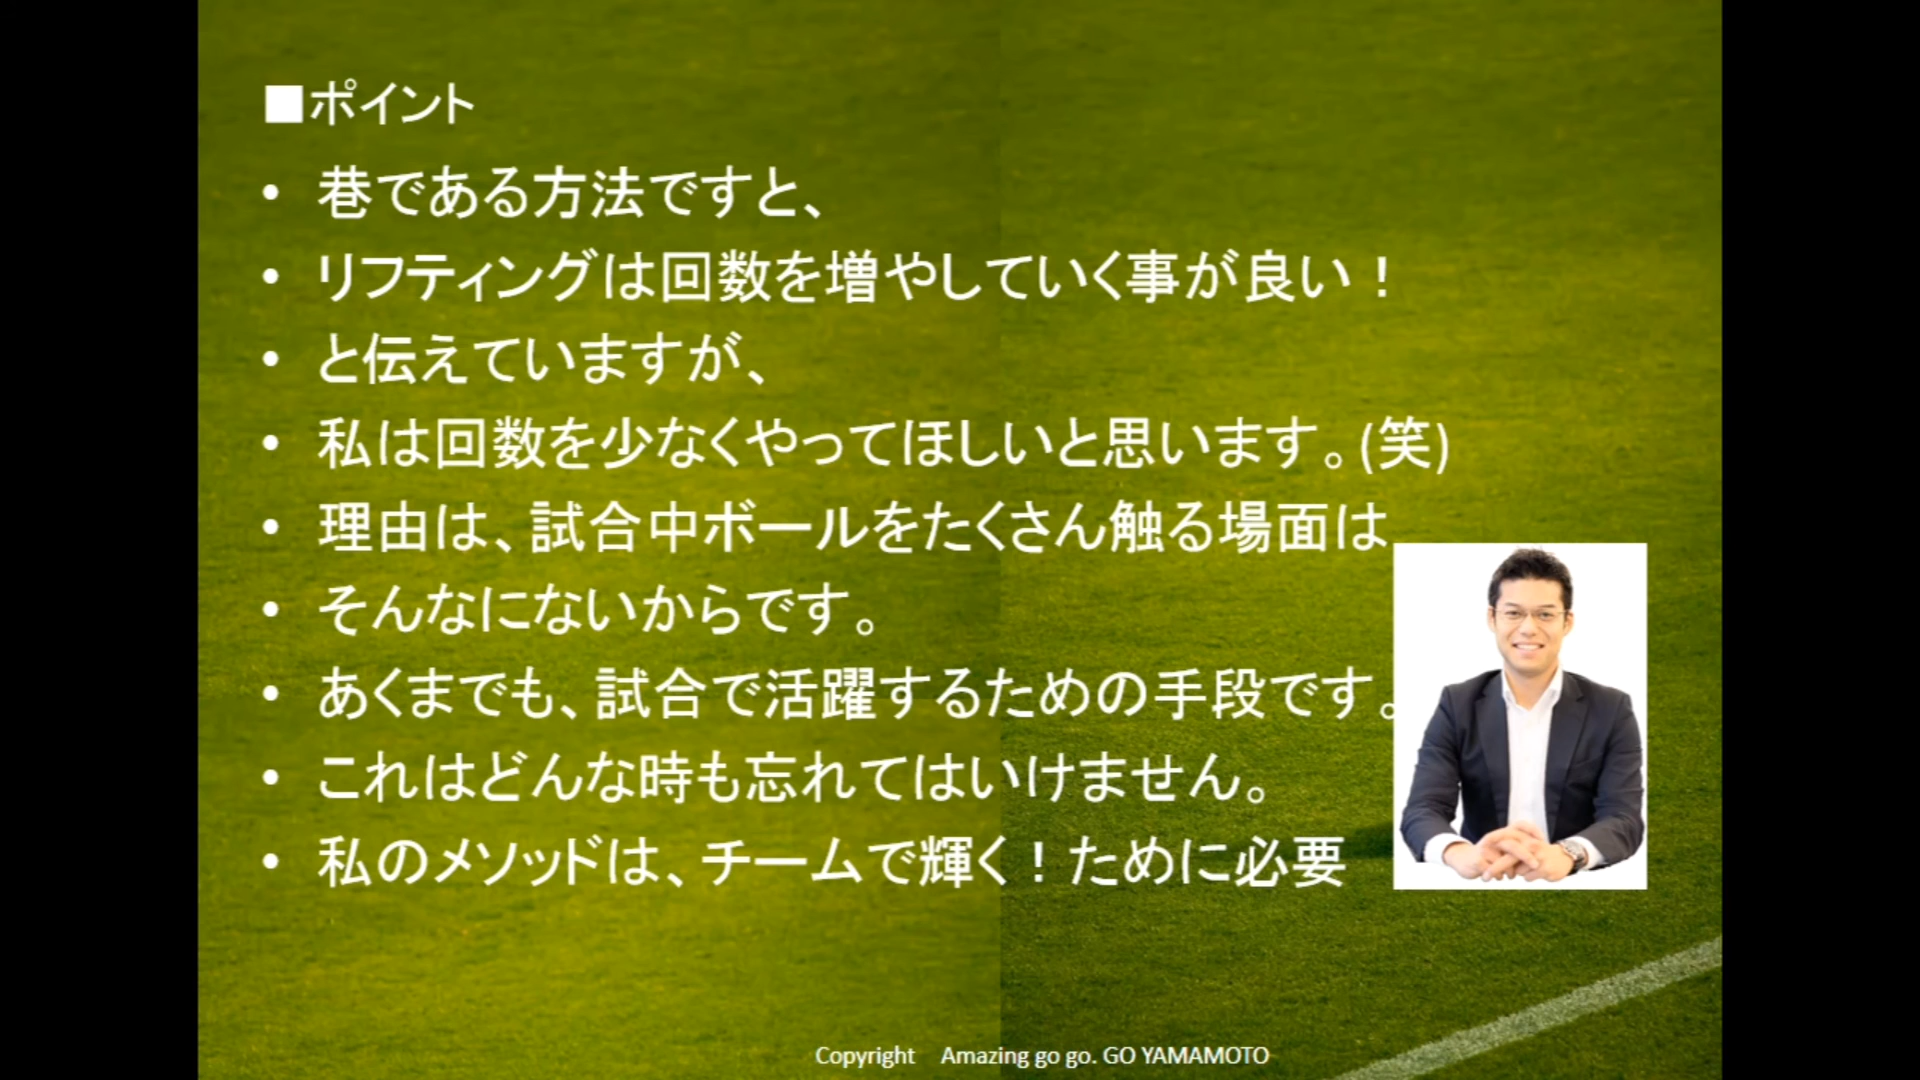 ■ポイント
• 巷である方法ですと、
• リフティングは回数を増やしていく事が良い！
• と伝えていますが、
• 私は回数を少なくやってほしいと思います。(笑)
• 理由は、試合中ボールをたくさん触る場面は
• そんなにないからです。
• あくまでも、試合で活躍するための手段です。
• これはどんな時も忘れてはいけません。
• 私のメソッドは、チームで輝く！ために必要
Copyright　Amazing go go. GO YAMAMOTO